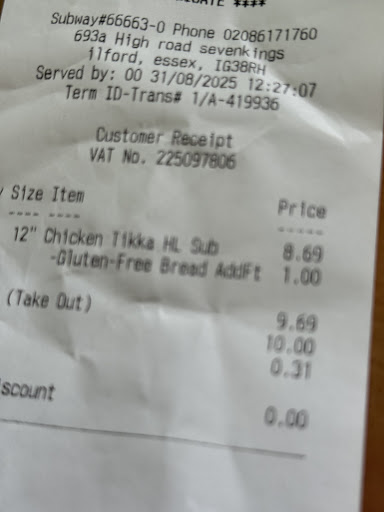 ****
Subway#66663-0 Phone 02086171760
693a High road sevenkings
ilford, essex, IG38RH
Served by: 00 31/08/2025 12:27:07
Term ID-Trans# 1/A-419936
Customer Receipt
VAT No. 225097806
Size Item Price
---- ---- -----
12" Chicken Tikka HL Sub 8.69
-Gluten-Free Bread AddFt 1.00
(Take Out)
9.69
10.00
0.31
iscount 0.00